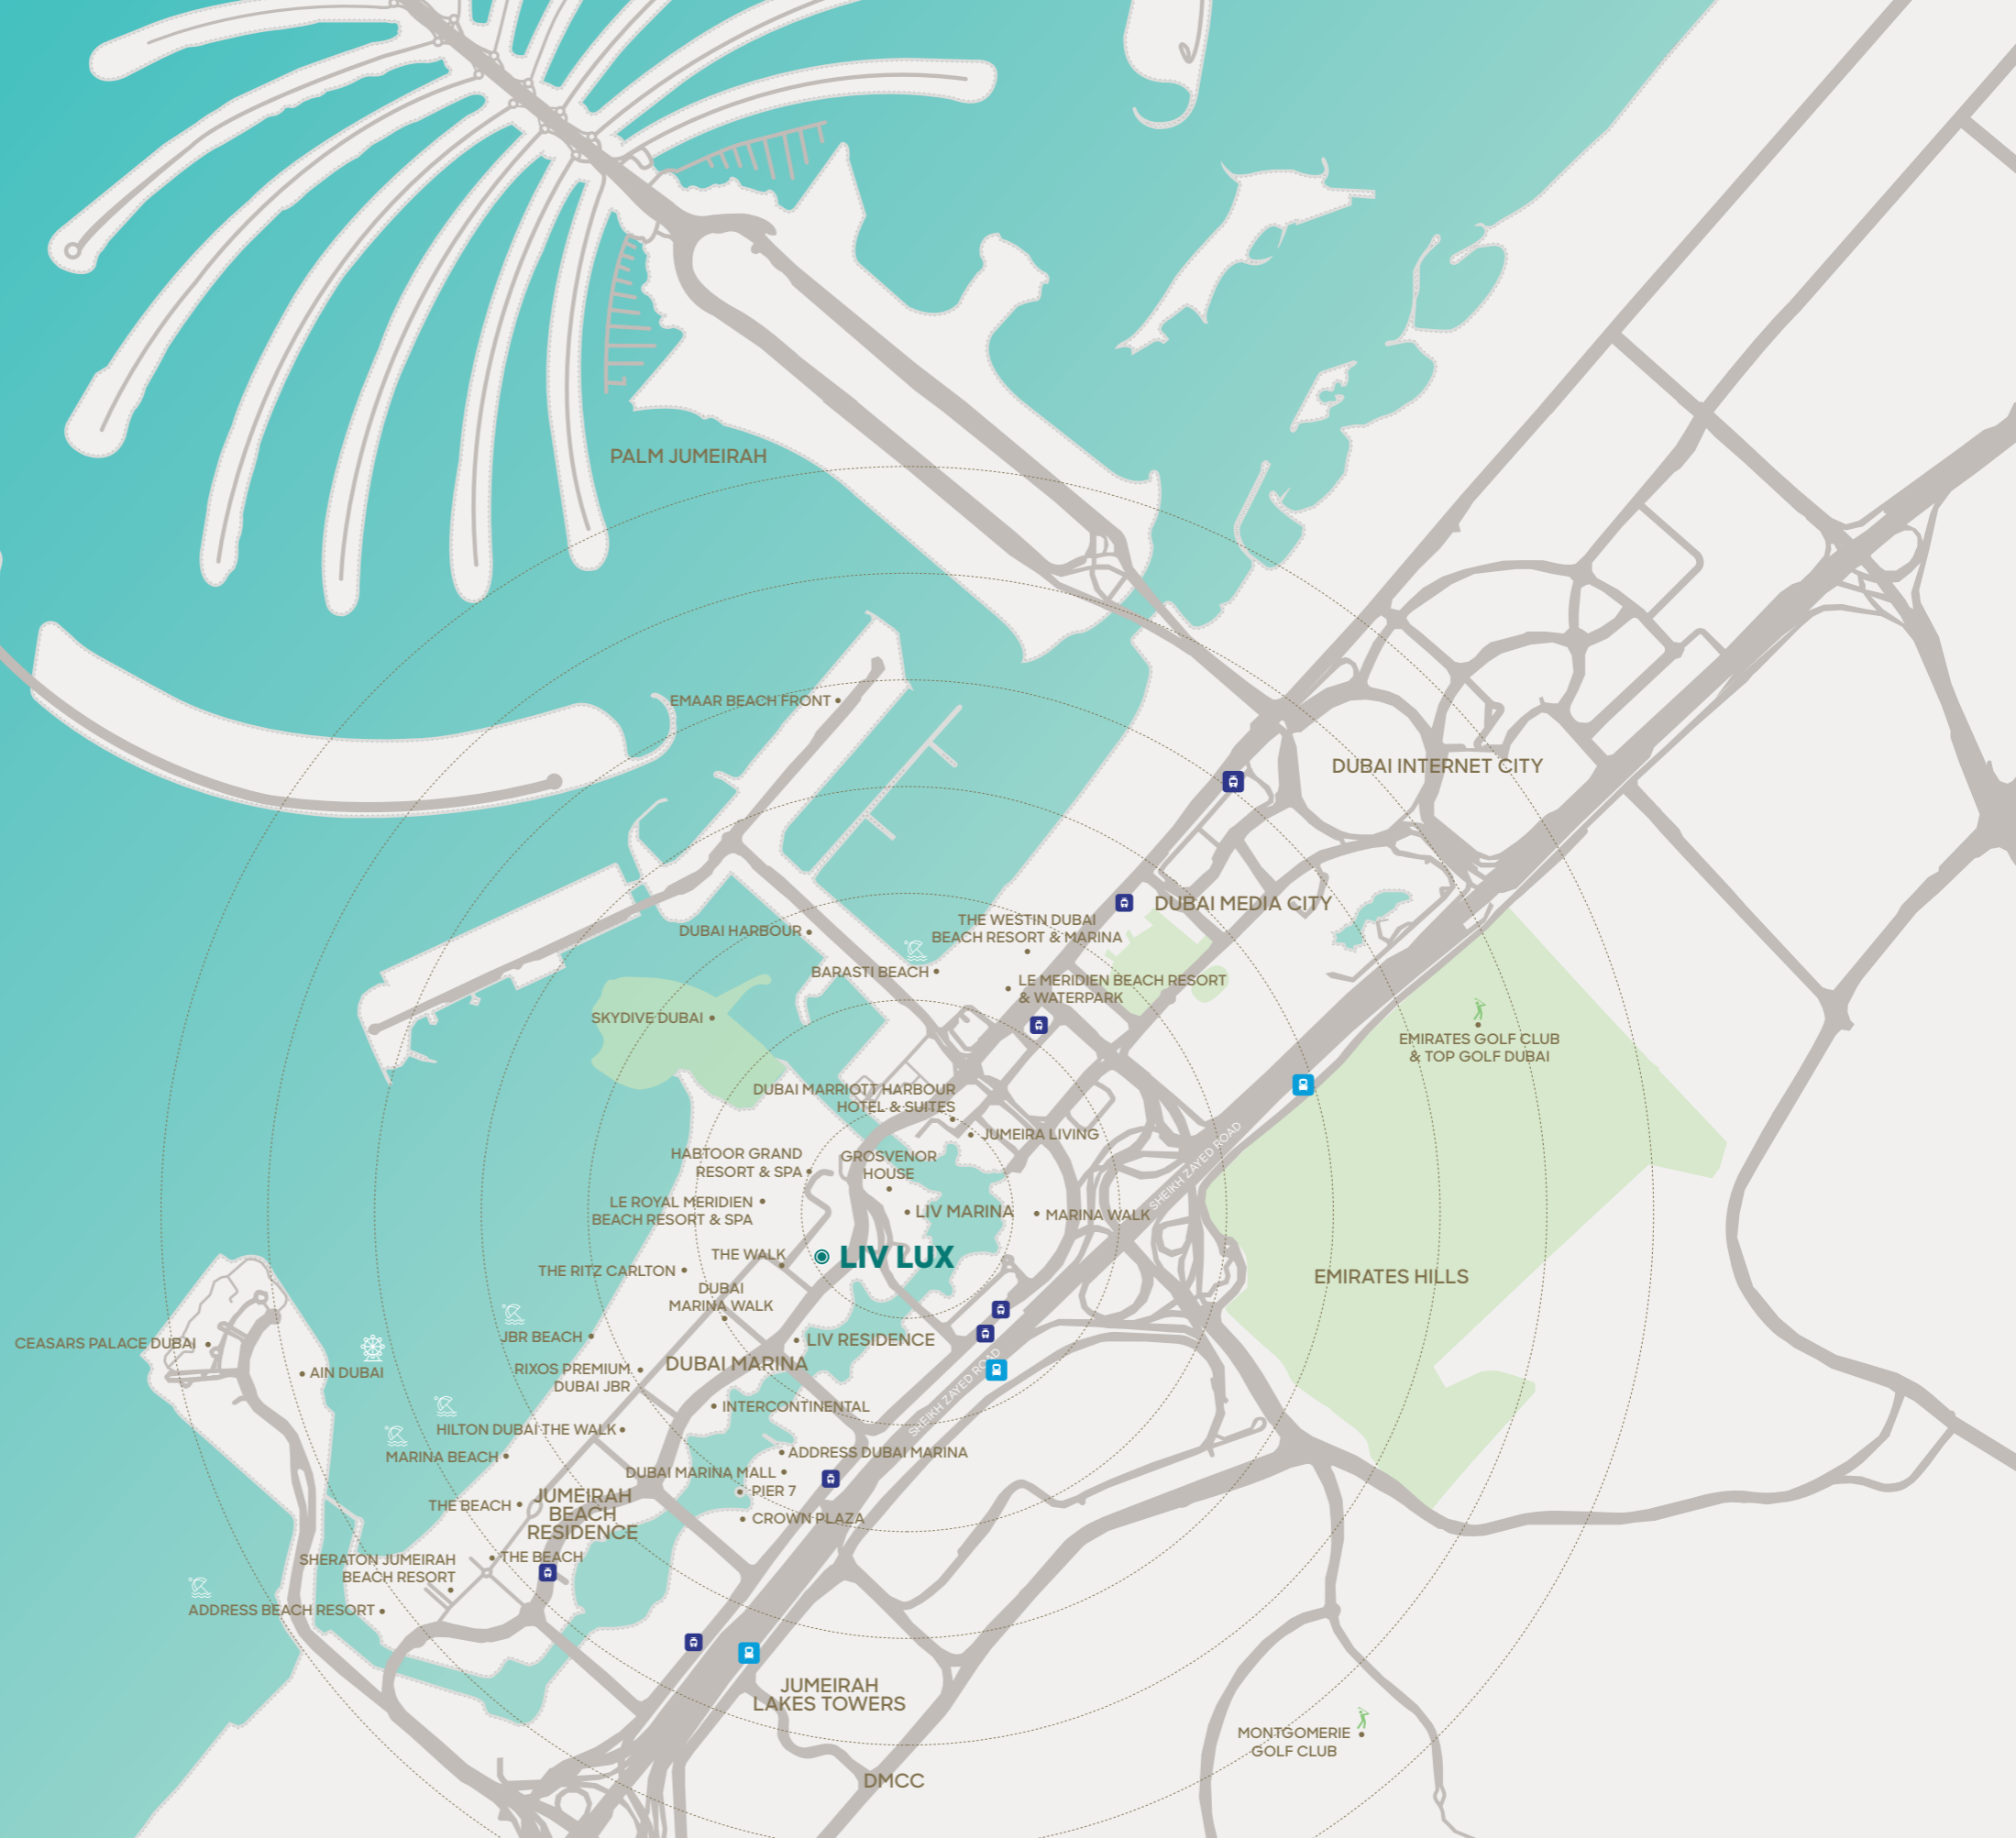 PALM JUMEIRAH
EMAAR BEACH FRONT
DUBAI INTERNET CITY
DUBAI MEDIA CITY
THE WESTIN DUBAI
BEACH RESORT & MARINA
DUBAI HARBOUR
BARASTI BEACH
LE MERIDIEN BEACH RESORT
& WATERPARK
SKYDIVE DUBAI
EMIRATES GOLF CLUB
& TOP GOLF DUBAI
DUBAI MARRIOTT HARBOUR
HOTEL & SUITES
JUMEIRA LIVING
SHEIKH ZAYED ROAD
HABTOOR GRAND
RESORT & SPA
GROSVENOR
HOUSE
LE ROYAL MERIDIEN
BEACH RESORT & SPA
LIV MARINA
MARINA WALK
THE WALK
LIV LUX
THE RITZ CARLTON
EMIRATES HILLS
DUBAI
MARINA WALK
JBR BEACH
LIV RESIDENCE
CEASARS PALACE DUBAI
AIN DUBAI
DUBAI MARINA
RIXOS PREMIUM
DUBAI JBR
SHEIKH ZAYED ROAD
INTERCONTINENTAL
HILTON DUBAI THE WALK
MARINA BEACH
ADDRESS DUBAI MARINA
DUBAI MARINA MALL
PIER 7
THE BEACH
JUMEIRAH
BEACH
RESIDENCE
CROWN PLAZA
THE BEACH
SHERATON JUMEIRAH
BEACH RESORT
ADDRESS BEACH RESORT
JUMEIRAH
LAKES TOWERS
MONTGOMERIE
GOLF CLUB
DMCC